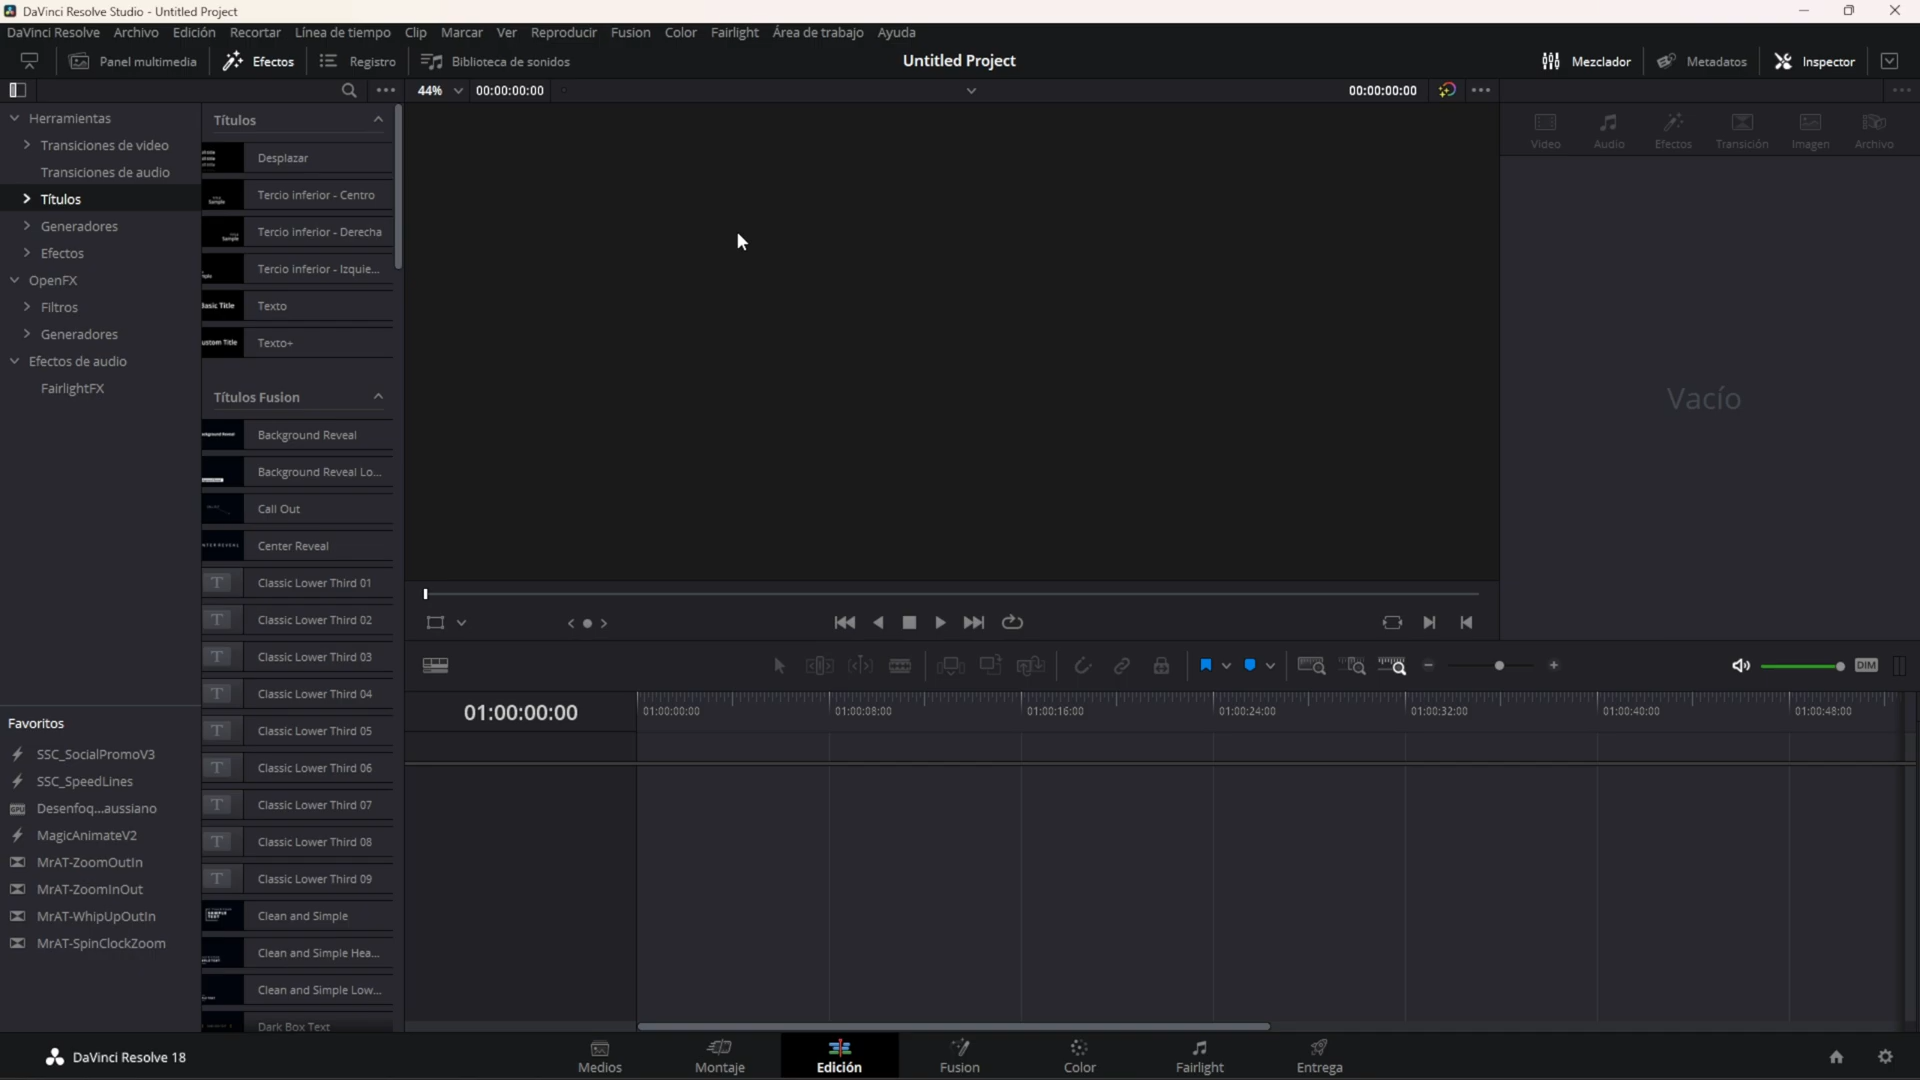 DaVinci Resolve Studio - Untitled Project
DaVinci Resolve Archivo Edición Recortar Línea de tiempo Clip Marcar Ver Reproducir Fusion Color Fairlight Área de trabajo Ayuda
Panel multimedia Efectos Registro Biblioteca de sonidos Untitled Project Mezclador Metadatos Inspector
44% 00:00:00:00 00:00:00:00
Herramientas
Transiciones de video
Transiciones de audio
Títulos
Generadores
Efectos
OpenFX
Filtros
Generadores
Efectos de audio
FairlightFX
Favoritos
SSC_SocialPromoV3
SSC_SpeedLines
Desenfoq...aussiano
MagicAnimateV2
MrAT-ZoomOutIn
MrAT-ZoomInOut
MrAT-WhipUpOutIn
MrAT-SpinClockZoom
Títulos
Desplazar
Tercio inferior - Centro
Tercio inferior - Derecha
Tercio inferior - Izquie...
Texto
Texto+
Títulos Fusion
Background Reveal
Background Reveal Lo...
Call Out
Center Reveal
Classic Lower Third 01
Classic Lower Third 02
Classic Lower Third 03
Classic Lower Third 04
Classic Lower Third 05
Classic Lower Third 06
Classic Lower Third 07
Classic Lower Third 08
Classic Lower Third 09
Clean and Simple
Clean and Simple Hea...
Clean and Simple Low...
Dark Box Text
Video Audio Efectos Transición Imagen Archivo
Vacío
DIM
01:00:00:00
01:00:00:00 01:00:08:00 01:00:16:00 01:00:24:00 01:00:32:00 01:00:40:00 01:00:48:00
DaVinci Resolve 18
Medios Montaje Edición Fusion Color Fairlight Entrega